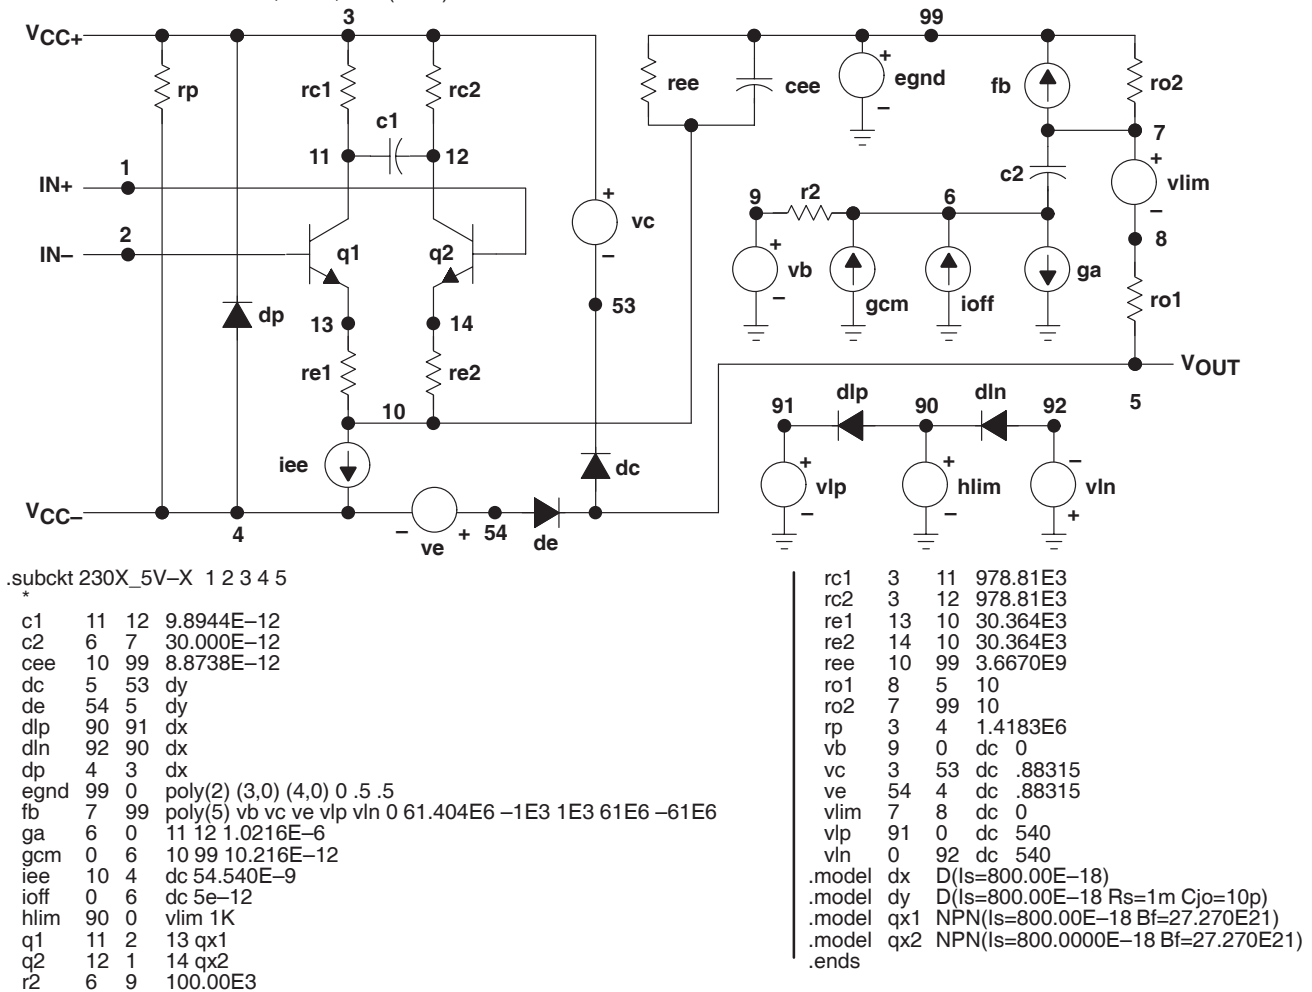 3
99
VCC+
rp
rc1
rc2
ree
cee
egnd
fb
ro2
+
–
c1
11
12
7
1
IN+
c2
+
vlim
–
9
r2
6
8
+
vc
–
2
IN–
q1
q2
+
vb
–
gcm
ioff
ga
ro1
53
dp
13
14
re1
re2
VOUT
5
10
91
dlp
90
dln
92
iee
dc
+
vlp
–
+
hlim
–
–
vln
+
VCC–
4
–
ve
+
54
de
.subckt 230X_5V–X 1 2 3 4 5
*
c1 11 12 9.8944E–12
c2 6 7 30.000E–12
cee 10 99 8.8738E–12
dc 5 53 dy
de 54 5 dy
dlp 90 91 dx
dln 92 90 dx
dp 4 3 dx
egnd 99 0 poly(2) (3,0) (4,0) 0 .5 .5
fb 7 99 poly(5) vb vc ve vlp vln 0 61.404E6 –1E3 1E3 61E6 –61E6
ga 6 0 11 12 1.0216E–6
gcm 0 6 10 99 10.216E–12
iee 10 4 dc 54.540E–9
ioff 0 6 dc 5e–12
hlim 90 0 vlim 1K
q1 11 2 13 qx1
q2 12 1 14 qx2
r2 6 9 100.00E3
rc1 3 11 978.81E3
rc2 3 12 978.81E3
re1 13 10 30.364E3
re2 14 10 30.364E3
ree 10 99 3.6670E9
ro1 8 5 10
ro2 7 99 10
rp 3 4 1.4183E6
vb 9 0 dc 0
vc 3 53 dc .88315
ve 54 4 dc .88315
vlim 7 8 dc 0
vlp 91 0 dc 540
vln 0 92 dc 540
.model dx D(Is=800.00E–18)
.model dy D(Is=800.00E–18 Rs=1m Cjo=10p)
.model qx1 NPN(Is=800.00E–18 Bf=27.270E21)
.model qx2 NPN(Is=800.0000E–18 Bf=27.270E21)
.ends